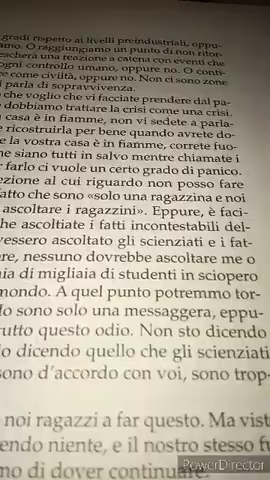 gradi rispetto ai livelli preindustriali, oppu-
amo. O raggiungiamo un punto di non ritor-
escherà una reazione a catena con eventi che
ogni controllo umano, oppure no. O conti-
re come civiltà, oppure no. Non ci sono zone
i parla di sopravvivenza.
o che voglio che vi facciate prendere dal pa-
e dobbiamo trattare la crisi come una crisi.
a casa è in fiamme, non vi sedete a parla-
e ricostruirla per bene quando avrete do-
e la vostra casa è in fiamme, correte fuo-
he siano tutti in salvo mentre chiamate i
r farlo ci vuole un certo grado di panico.
ezione al cui riguardo non posso fare
fatto che sono «solo una ragazzina e noi
ascoltare i ragazzini». Eppure, è faci-
he ascoltiate i fatti incontestabili del-
vessero ascoltato gli scienziati e i fat-
are, nessuno dovrebbe ascoltare me o
aia di migliaia di studenti in sciopero
mondo. A quel punto potremmo tor-
Io sono solo una messaggera, eppu-
tutto questo odio. Non sto dicendo
to dicendo quello che gli scienziati
sono d'accordo con voi, sono trop-
noi ragazzi a far questo. Ma vist
endo niente, e il nostro stesso fu
mo di dover continuare.
PowerDirector